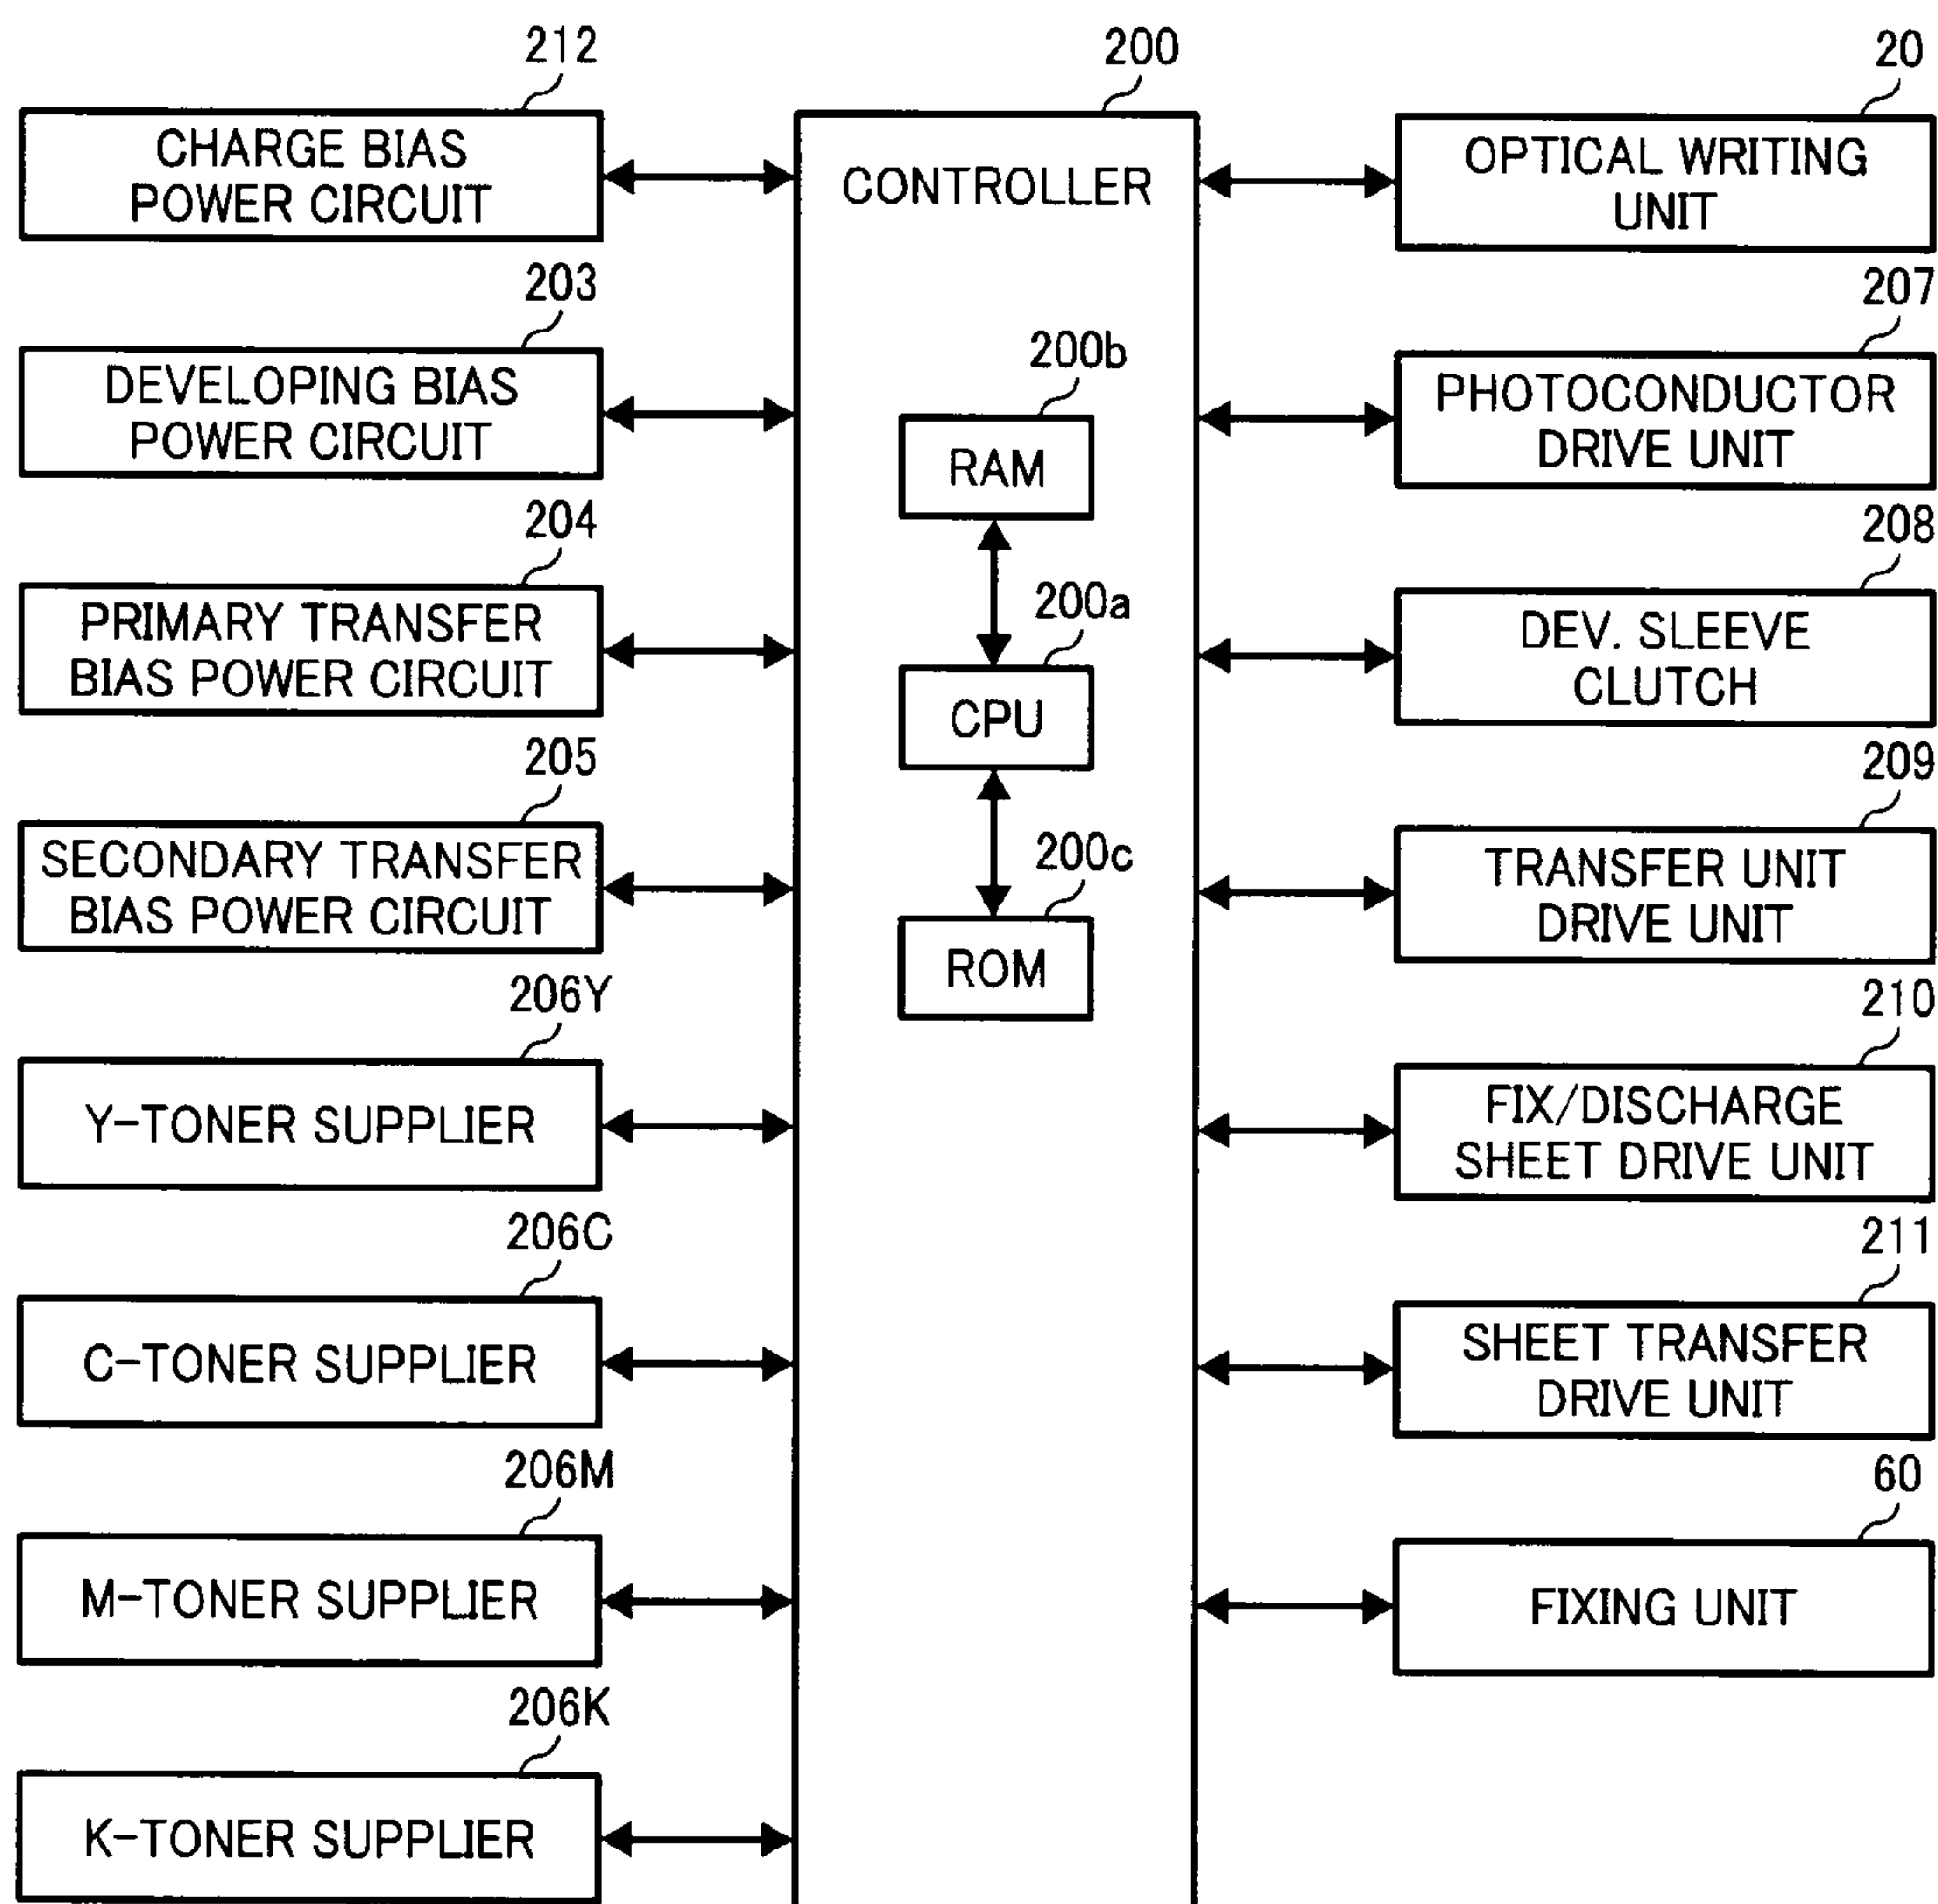 212
CHARGE BIAS
POWER CIRCUIT
203
DEVELOPING BIAS
POWER CIRCUIT
204
PRIMARY TRANSFER
BIAS POWER CIRCUIT
205
SECONDARY TRANSFER
BIAS POWER CIRCUIT
206Y
Y-TONER SUPPLIER
206C
C-TONER SUPPLIER
206M
M-TONER SUPPLIER
206K
K-TONER SUPPLIER
200
CONTROLLER
200b
RAM
200a
CPU
200c
ROM
20
OPTICAL WRITING
UNIT
207
PHOTOCONDUCTOR
DRIVE UNIT
208
DEV. SLEEVE
CLUTCH
209
TRANSFER UNIT
DRIVE UNIT
210
FIX/DISCHARGE
SHEET DRIVE UNIT
211
SHEET TRANSFER
DRIVE UNIT
60
FIXING UNIT